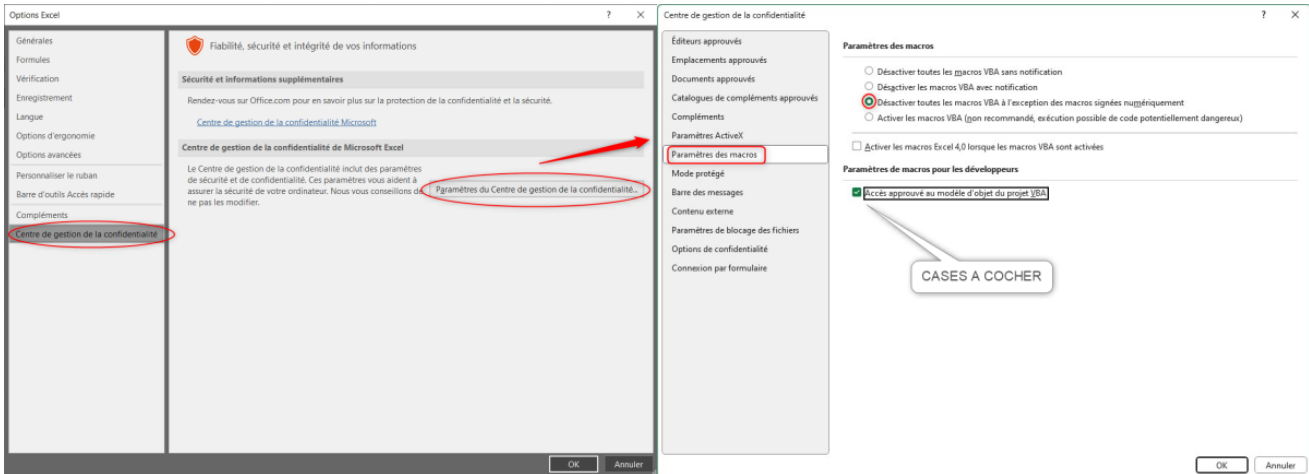 Options Excel
Générales
Formules
Vérification
Enregistrement
Langue
Options d'ergonomie
Options avancées
Personnaliser le ruban
Barre d'outils Accès rapide
Compléments
Centre de gestion de la confidentialité
Fiabilité, sécurité et intégrité de vos informations
Sécurité et informations supplémentaires
Rendez-vous sur Office.com pour en savoir plus sur la protection de la confidentialité et la sécurité.
Centre de gestion de la confidentialité Microsoft
Centre de gestion de la confidentialité de Microsoft Excel
Le Centre de gestion de la confidentialité inclut des paramètres
de sécurité et de confidentialité. Ces paramètres vous aident à
assurer la sécurité de votre ordinateur. Nous vous conseillons de
ne pas les modifier.
Paramètres du Centre de gestion de la confidentialité...
OK
Annuler
Centre de gestion de la confidentialité
Éditeurs approuvés
Emplacements approuvés
Documents approuvés
Catalogues de compléments approuvés
Compléments
Paramètres ActiveX
Paramètres des macros
Mode protégé
Barre des messages
Contenu externe
Paramètres de blocage des fichiers
Options de confidentialité
Connexion par formulaire
Paramètres des macros
Désactiver toutes les macros VBA sans notification
Désactiver les macros VBA avec notification
Désactiver toutes les macros VBA à l'exception des macros signées numériquement
Activer les macros VBA (non recommandé, exécution possible de code potentiellement dangereux)
Activer les macros Excel 4,0 lorsque les macros VBA sont activées
Paramètres de macros pour les développeurs
Accès approuvé au modèle d'objet du projet VBA
CASES A COCHER
OK
Annuler